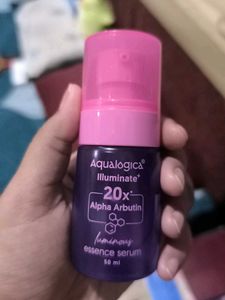 Aqualogica®
Illuminate+
20x*
Alpha Arbutin
luminous
essence serum
50 ml